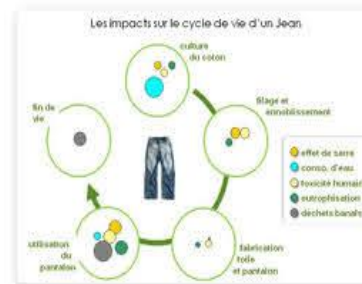 Les impacts sur le cycle de vie d'un Jean
culture
du coton
fin de
vie
filage et
ennoblissement
effet de serre
conso. d'eau
toxicité humaine
eutrophisation
déchets banals
utilisation
du
pantalon
fabrication
toile
et pantalon